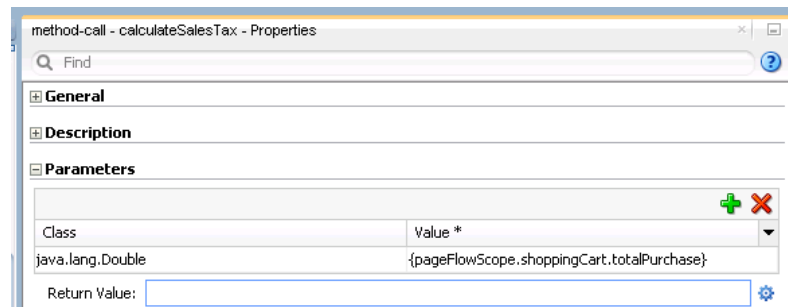 method-call - calculateSalesTax - Properties
Find
General
Description
Parameters
Class Value *
java.lang.Double {pageFlowScope.shoppingCart.totalPurchase}
Return Value: